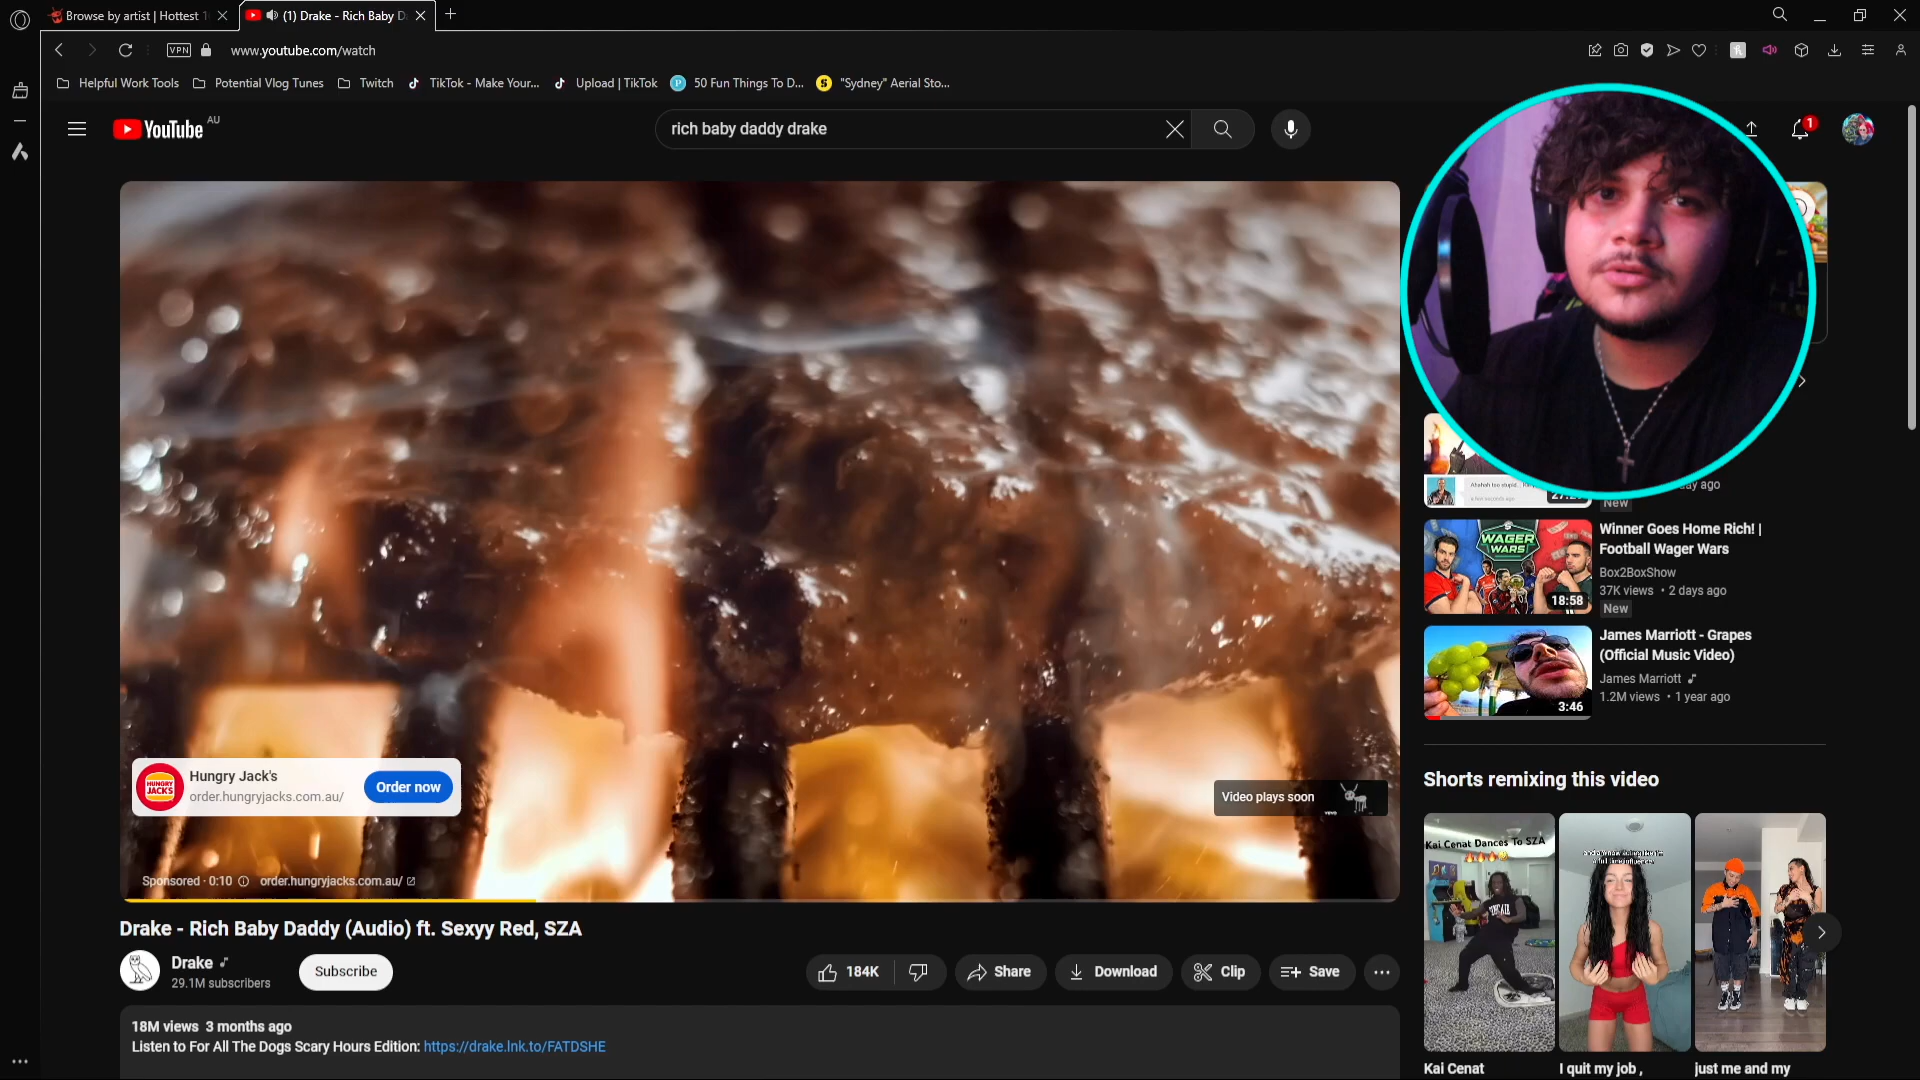 Browse by artist | Hottest
(1) Drake - Rich Baby D
VPN
www.youtube.com/watch
Helpful Work Tools
Potential Vlog Tunes
Twitch
TikTok - Make Your...
Upload | TikTok
50 Fun Things To D...
"Sydney" Aerial Sto...
YouTube
AU
rich baby daddy drake
1
Hungry Jack's
order.hungryjacks.com.au/
Order now
HUNGRY
JACK'S
Video plays soon
Sponsored · 0:10
order.hungryjacks.com.au/
Drake - Rich Baby Daddy (Audio) ft. Sexyy Red, SZA
Drake
29.1M subscribers
Subscribe
184K
Share
Download
Clip
Save
18M views 3 months ago
Listen to For All The Dogs Scary Hours Edition: https://drake.lnk.to/FATDSHE
day ago
New
WAGER
WARS
18:58
Winner Goes Home Rich! |
Football Wager Wars
Box2BoxShow
37K views • 2 days ago
New
3:46
James Marriott - Grapes
(Official Music Video)
James Marriott
1.2M views • 1 year ago
Shorts remixing this video
Kai Cenat Dances To SZA
Kai Cenat
I quit my job ,
just me and my